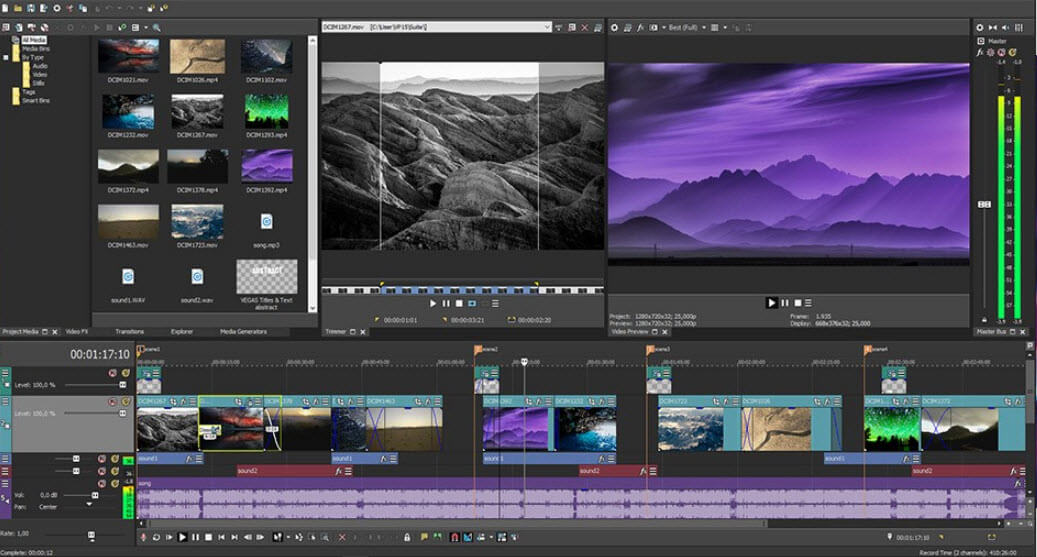 DCIM1267.mov [C:\User\VP15\Suite\]
Best (Full)
All Media
Media Bins
By Type
Audio
Video
Stills
Tags
Smart Bins
DCIM1021.mov DCIM1026.mp4 DCIM1102.mov
DCIM1232.mov DCIM1267.mov DCIM1293.mp4
DCIM1372.mp4 DCIM1378.mp4 DCIM1392.mp4
DCIM1463.mov DCIM1723.mov song.mp3
sound1.WAV sound2.wav VEGAS Titles & Text
abstract
Project Media Video FX Transitions Explorer Media Generators
00:00:01:01 00:00:03:21 00:00:02:20
Trimmer
Project: 1280x720x32; 25,000p Frame: 1.935
Preview: 1280x720x32; 25,000p Display: 668x376x32; 25,000
Video Preview
Master
Master Bus
00:01:17:10
scene1 scene2 scene3 scene4
Level: 100,0 %
Level: 100,0 %
DCIM1267 DCIM1463 DCIM1392 DCIM1232 DCIM1723 DCIM1026 DCIM1372
sound1 sound1 sound1 sound1
sound2 sound2 sound2
song
Vol: 0,0 dB
Pan: Center
Rate: 1,00
00:01:17:10
Complete: 00:00:12
Record Time (2 channels): 410:26:00